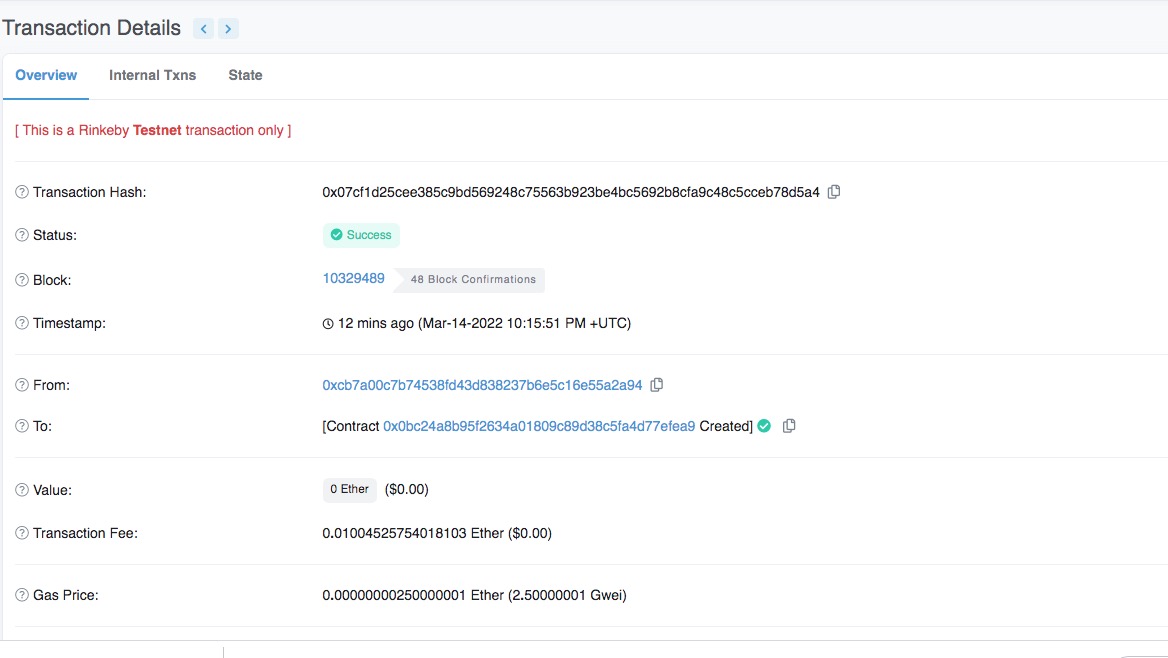 Transaction Details
Overview Internal Txns State
[ This is a Rinkeby Testnet transaction only ]
Transaction Hash: 0x07cf1d25cee385c9bd569248c75563b923be4bc5692b8cfa9c48c5cceb78d5a4
Status: Success
Block: 10329489 48 Block Confirmations
Timestamp: 12 mins ago (Mar-14-2022 10:15:51 PM +UTC)
From: 0xcb7a00c7b74538fd43d838237b6e5c16e55a2a94
To: [Contract 0x0bc24a8b95f2634a01809c89d38c5fa4d77efea9 Created]
Value: 0 Ether ($0.00)
Transaction Fee: 0.01004525754018103 Ether ($0.00)
Gas Price: 0.00000000250000001 Ether (2.50000001 Gwei)